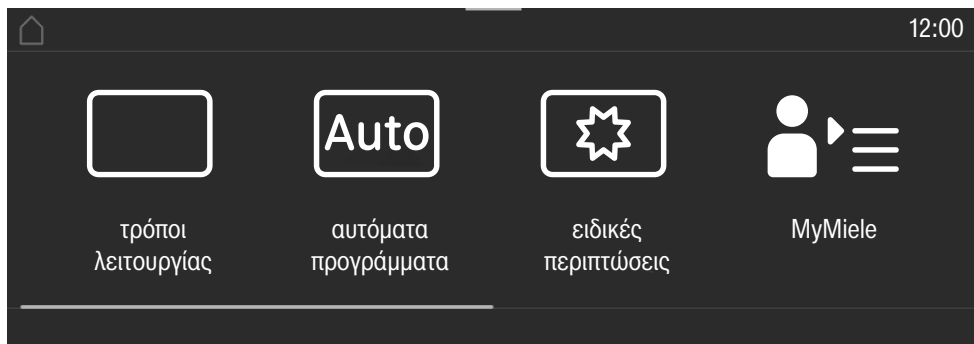 12:00
Auto
τρόποι
λειτουργίας
αυτόματα
προγράμματα
ειδικές
περιπτώσεις
MyMiele